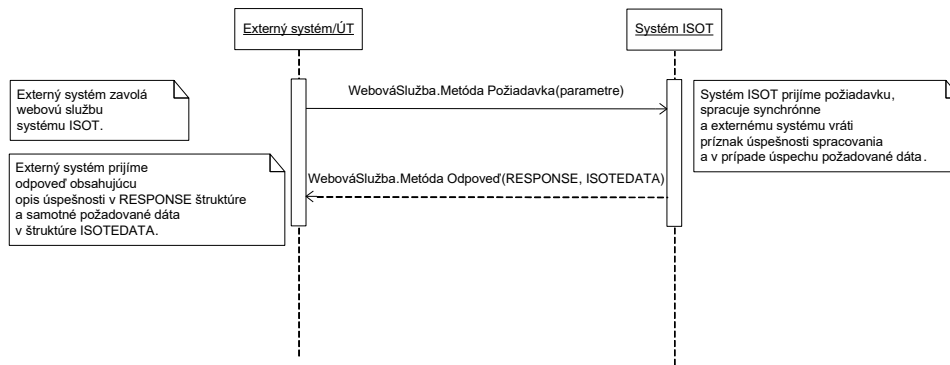 Externý systém/ÚT
Systém ISOT
Externý systém zavolá
webovú službu
systému ISOT.
WebováSlužba.Metóda Požiadavka(parametre)
Systém ISOT prijíme požiadavku,
spracuje synchrónne
a externému systému vráti
príznak úspešnosti spracovania
a v prípade úspechu požadované dáta.
Externý systém prijíme
odpoveď obsahujúcu
opis úspešnosti v RESPONSE štruktúre
a samotné požadované dáta
v štruktúre ISOTEDATA.
WebováSlužba.Metóda Odpoveď(RESPONSE, ISOTEDATA)